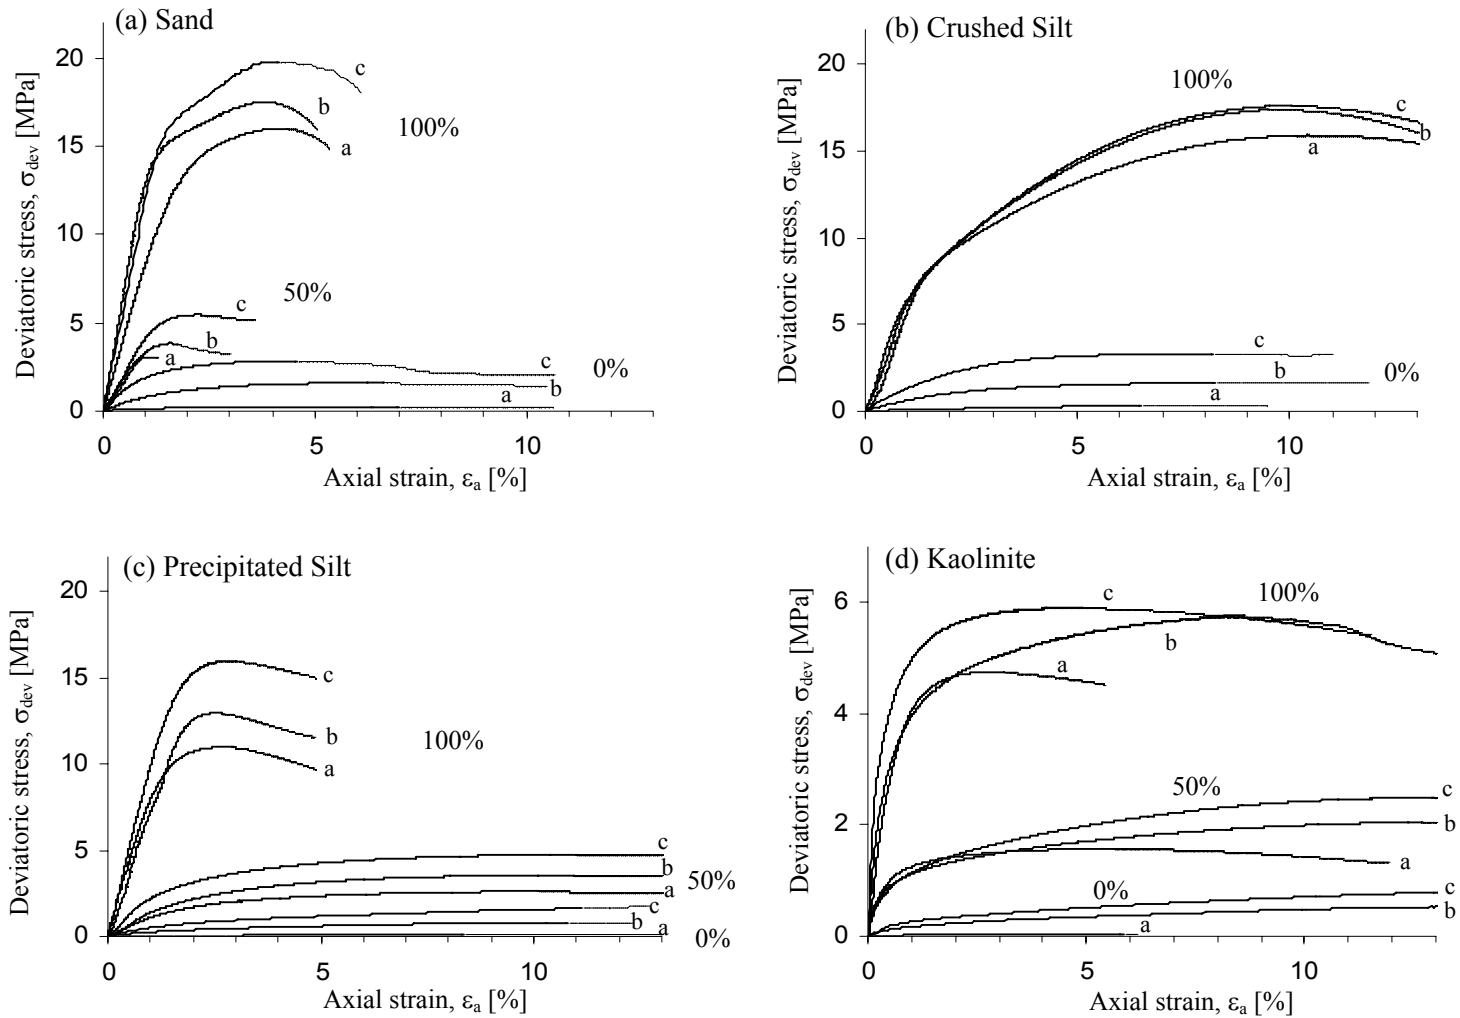 (a) Sand
Deviatoric stress, σdev [MPa]
20
15
10
5
0
c
b
a
100%
50%
c
b
a
c
b
a
0%
0
5
10
Axial strain, εa [%]
(b) Crushed Silt
Deviatoric stress, σdev [MPa]
20
15
10
5
0
100%
c
b
a
c
b
a
0%
0
5
10
Axial strain, εa [%]
(c) Precipitated Silt
Deviatoric stress, σdev [MPa]
20
15
10
5
0
c
b
a
100%
c
b
a
50%
c
b
a
0%
0
5
10
Axial strain, εa [%]
(d) Kaolinite
Deviatoric stress, σdev [MPa]
6
4
2
0
c
100%
b
a
50%
c
b
a
0%
c
b
a
0
5
10
Axial strain, εa [%]